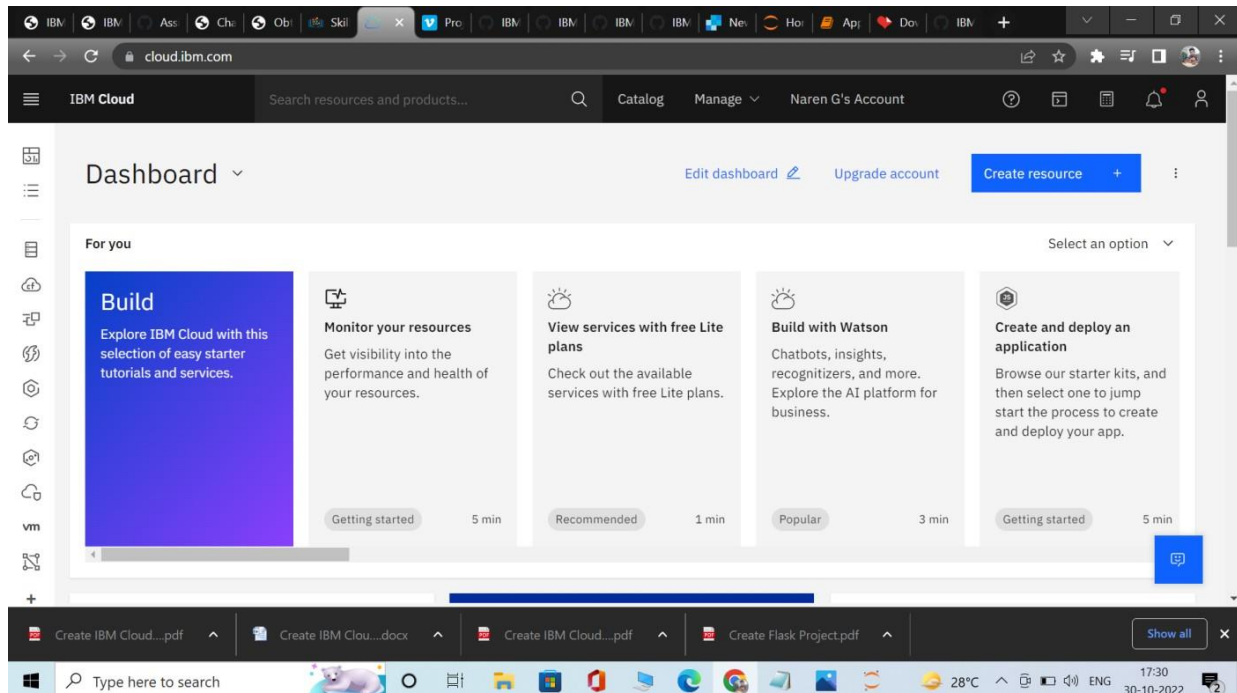 IBM IBM Ass Cha Obt Skil Pro IBM IBM IBM IBM Nev Hor App Dov IBM
cloud.ibm.com
IBM Cloud Search resources and products... Catalog Manage Naren G's Account
Dashboard Edit dashboard Upgrade account Create resource +
For you Select an option
Build
Explore IBM Cloud with this
selection of easy starter
tutorials and services.
Monitor your resources
Get visibility into the
performance and health of
your resources.
Getting started 5 min
View services with free Lite
plans
Check out the available
services with free Lite plans.
Recommended 1 min
Build with Watson
Chatbots, insights,
recognitizers, and more.
Explore the AI platform for
business.
Popular 3 min
Create and deploy an
application
Browse our starter kits, and
then select one to jump
start the process to create
and deploy your app.
Getting started 5 min
vm
Create IBM Cloud....pdf Create IBM Clou....docx Create IBM Cloud....pdf Create Flask Project.pdf Show all
Type here to search 28°C ENG 17:30
30-10-2022